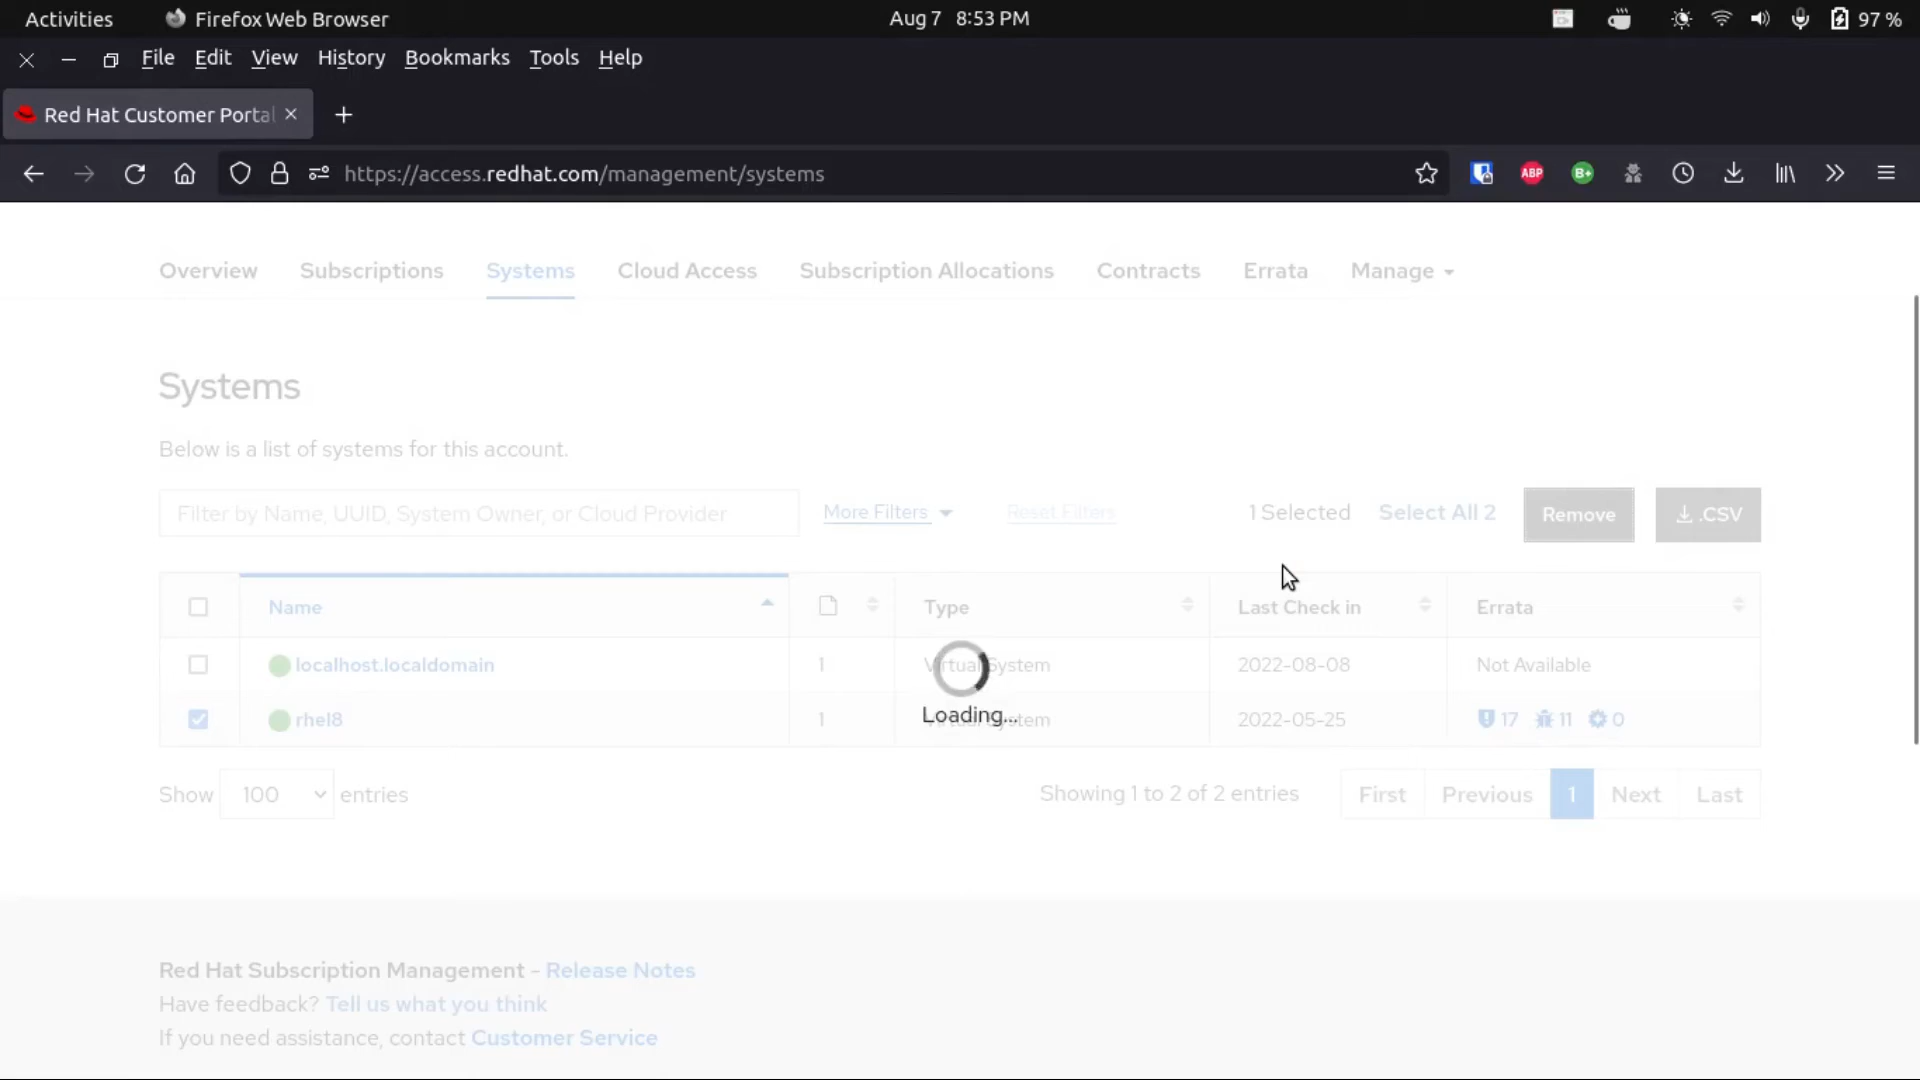 Activities Firefox Web Browser Aug 7 8:53 PM 97 %
File Edit View History Bookmarks Tools Help
Red Hat Customer Portal
https://access.redhat.com/management/systems ABP B+
Overview Subscriptions Systems Cloud Access Subscription Allocations Contracts Errata Manage
Systems
Below is a list of systems for this account.
Filter by Name, UUID, System Owner, or Cloud Provider More Filters Reset Filters 1 Selected Select All 2 Remove .CSV
Name Type Last Check in Errata
localhost.localdomain 1 Virtual System 2022-08-08 Not Available
Loading...
rhel8 1 Virtual System 2022-05-25 17 11 0
Show 100 entries Showing 1 to 2 of 2 entries First Previous 1 Next Last
Red Hat Subscription Management - Release Notes
Have feedback? Tell us what you think
If you need assistance, contact Customer Service